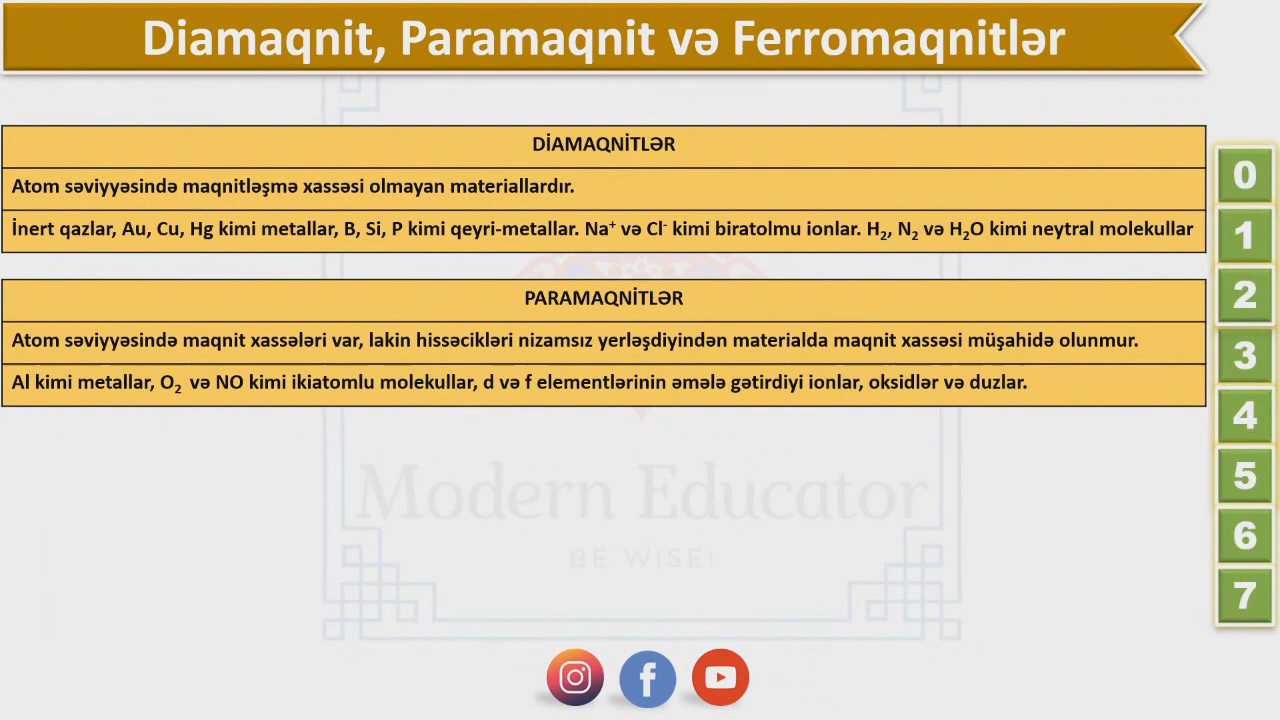 Diamaqnit, Paramaqnit və Ferromaqnitlər
DİAMAQNİTLƏR
Atom səviyyəsində maqnitləşmə xassəsi olmayan materiallardır.
İnert qazlar, Au, Cu, Hg kimi metallar, B, Si, P kimi qeyri-metallar. Na⁺ və Cl⁻ kimi biratolmu ionlar. H₂, N₂ və H₂O kimi neytral molekullar
PARAMAQNİTLƏR
Atom səviyyəsində maqnit xassələri var, lakin hissəcikləri nizamsız yerləşdiyindən materialda maqnit xassəsi müşahidə olunmur.
Al kimi metallar, O₂ və NO kimi ikiatomlu molekullar, d və f elementlərinin əmələ gətirdiyi ionlar, oksidlər və duzlar.
0
1
2
3
4
5
6
7
Modern Educator
BE WISE!